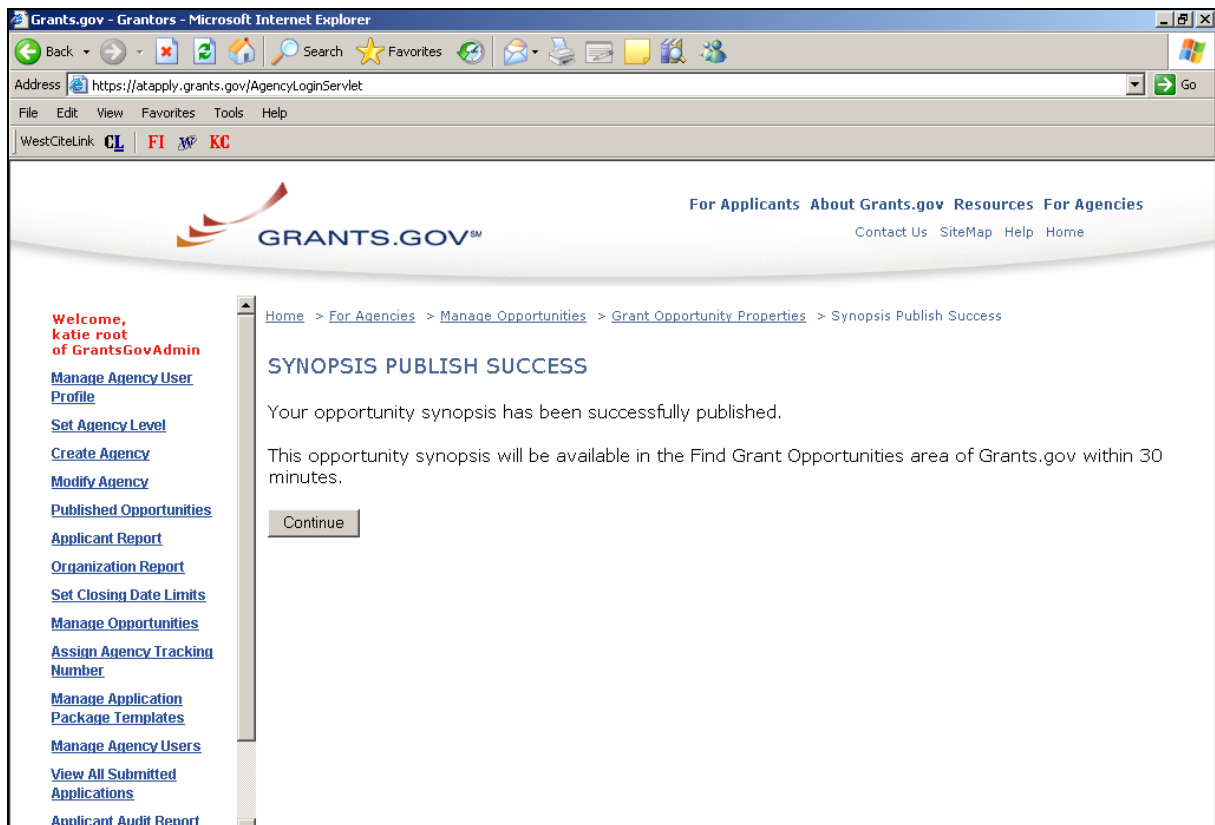 Grants.gov - Grantors - Microsoft Internet Explorer
Back Search Favorites
Address https://atapply.grants.gov/AgencyLoginServlet Go
File Edit View Favorites Tools Help
WestCiteLink CL FI KC
For Applicants About Grants.gov Resources For Agencies
GRANTS.GOV℠
Contact Us SiteMap Help Home
Welcome,
katie root
of GrantsGovAdmin
Manage Agency User
Profile
Set Agency Level
Create Agency
Modify Agency
Published Opportunities
Applicant Report
Organization Report
Set Closing Date Limits
Manage Opportunities
Assign Agency Tracking
Number
Manage Application
Package Templates
Manage Agency Users
View All Submitted
Applications
Applicant Audit Report
Home > For Agencies > Manage Opportunities > Grant Opportunity Properties > Synopsis Publish Success
SYNOPSIS PUBLISH SUCCESS
Your opportunity synopsis has been successfully published.
This opportunity synopsis will be available in the Find Grant Opportunities area of Grants.gov within 30
minutes.
Continue